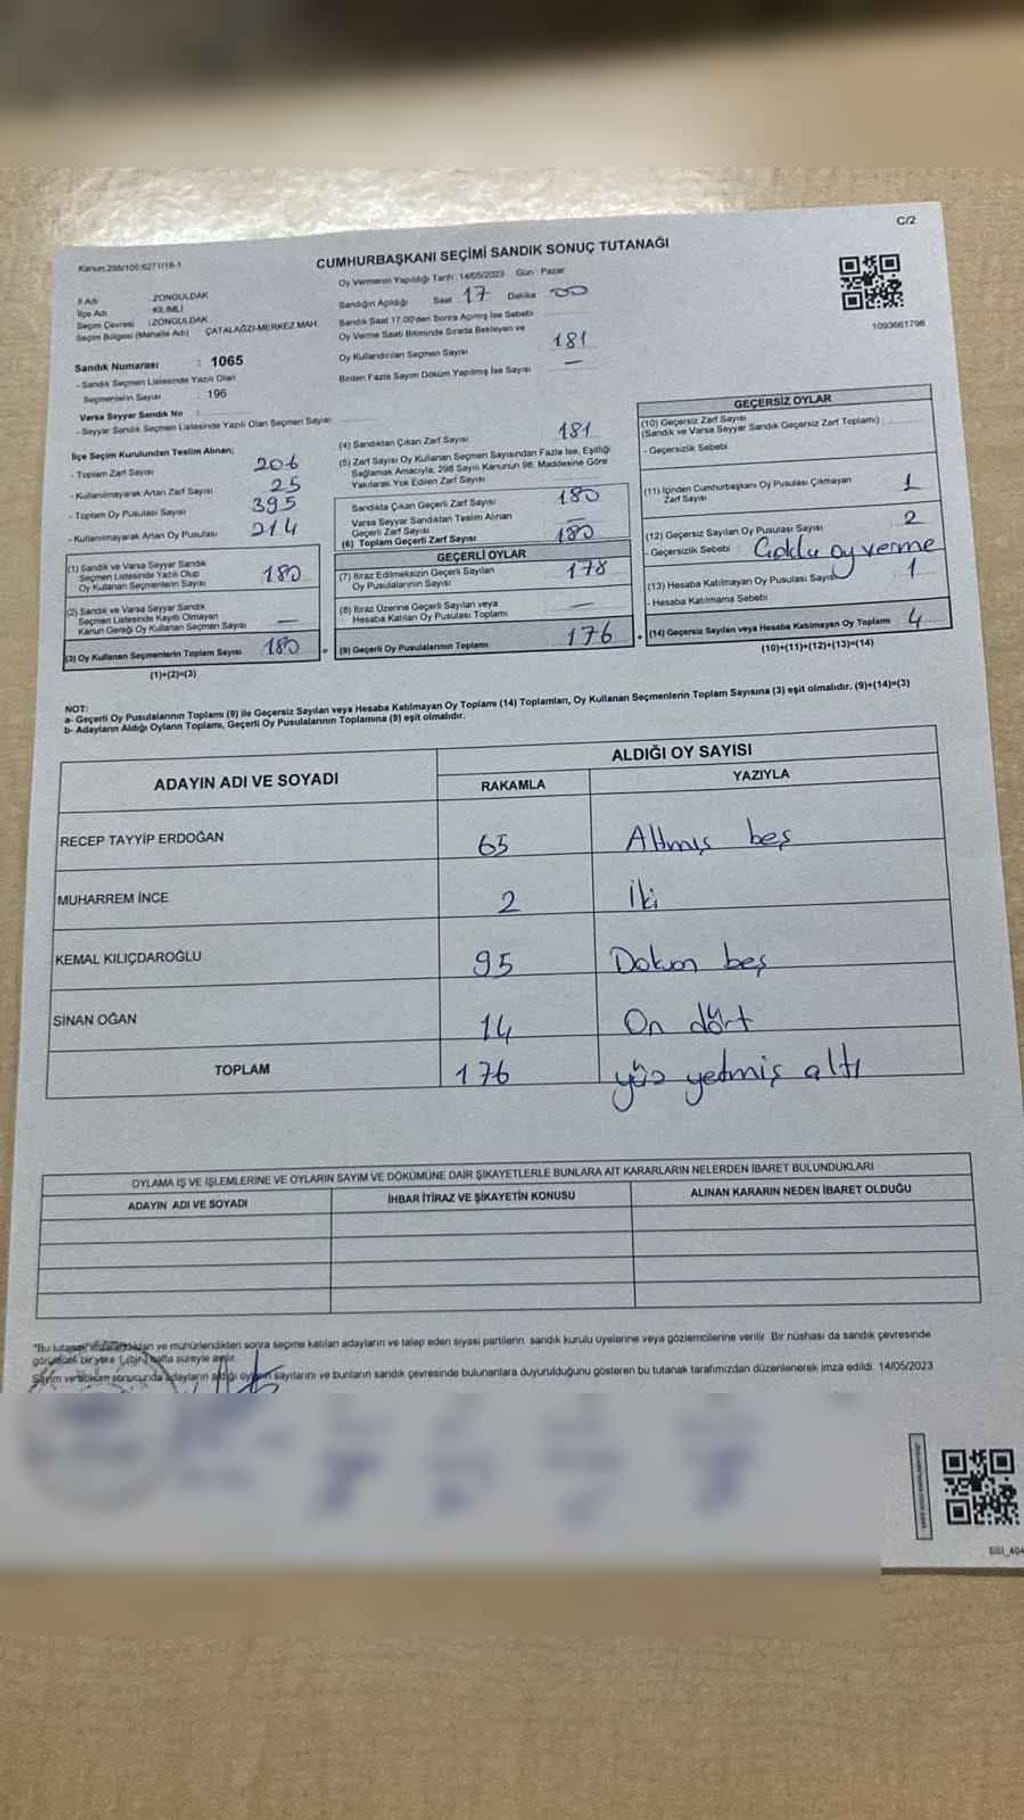 C/2
Kanun:298/106:6271/18-1
CUMHURBAŞKANI SEÇİMİ SANDIK SONUÇ TUTANAĞI
Oy Vermenin Yapıldığı Tarih :14/05/2023 Gün : Pazar
İl Adı ZONGULDAK
İlçe Adı KİLİMLİ
Seçim Çevresi :ZONGULDAK
Seçim Bölgesi (Mahalle Adı) ÇATALAĞZI-MERKEZ MAH.
Sandığın Açıldığı Saat 17 Dakika 00
Sandık Saat 17.00'den Sonra Açılmış İse Sebebi
Oy Verme Saati Bitiminde Sırada Bekleyen ve
Oy Kullandırılan Seçmen Sayısı 181
Birden Fazla Sayım Döküm Yapılmış İse Sayısı —
1093661796
Sandık Numarası : 1065
- Sandık Seçmen Listesinde Yazılı Olan
Seçmenlerin Sayısı : 196
Varsa Seyyar Sandık No :
- Seyyar Sandık Seçmen Listesinde Yazılı Olan Seçmen Sayısı
İlçe Seçim Kurulundan Teslim Alınan;
- Toplam Zarf Sayısı 206
- Kullanılmayarak Artan Zarf Sayısı 25
- Toplam Oy Pusulası Sayısı 395
- Kullanılmayarak Artan Oy Pusulası 214
(1) Sandık ve Varsa Seyyar Sandık
Seçmen Listesinde Yazılı Olup
Oy Kullanan Seçmenlerin Sayısı 180
(2) Sandık ve Varsa Seyyar Sandık
Seçmen Listesinde Kayıtlı Olmayan
Kanun Gereği Oy Kullanan Seçmen Sayısı —
(3) Oy Kullanan Seçmenlerin Toplam Sayısı 180
(1)+(2)=(3)
(4) Sandıktan Çıkan Zarf Sayısı 181
(5) Zarf Sayısı Oy Kullanan Seçmen Sayısından Fazla İse, Eşitliği
Sağlamak Amacıyla, 298 Sayılı Kanunun 98. Maddesine Göre
Yakılarak Yok Edilen Zarf Sayısı
Sandıkta Çıkan Geçerli Zarf Sayısı 180
Varsa Seyyar Sandıktan Teslim Alınan
Geçerli Zarf Sayısı —
(6) Toplam Geçerli Zarf Sayısı 180
GEÇERLİ OYLAR
(7) İtiraz Edilmeksizin Geçerli Sayılan
Oy Pusulalarının Sayısı 178
(8) İtiraz Üzerine Geçerli Sayılan veya
Hesaba Katılan Oy Pusulası Toplamı —
(9) Geçerli Oy Pusulalarının Toplamı 176
GEÇERSİZ OYLAR
(10) Geçersiz Zarf Sayısı
(Sandık ve Varsa Seyyar Sandık Geçersiz Zarf Toplamı)
- Geçersizlik Sebebi
(11) İçinden Cumhurbaşkanı Oy Pusulası Çıkmayan
Zarf Sayısı 1
(12) Geçersiz Sayılan Oy Pusulası Sayısı 2
- Geçersizlik Sebebi Çoklu oy verme
(13) Hesaba Katılmayan Oy Pusulası Sayısı 1
- Hesaba Katılmama Sebebi
(14) Geçersiz Sayılan veya Hesaba Katılmayan Oy Toplamı 4
(10)+(11)+(12)+(13)=(14)
NOT:
a- Geçerli Oy Pusulalarının Toplamı (9) ile Geçersiz Sayılan veya Hesaba Katılmayan Oy Toplamı (14) Toplamları, Oy Kullanan Seçmenlerin Toplam Sayısına (3) eşit olmalıdır. (9)+(14)=(3)
b- Adayların Aldığı Oyların Toplamı, Geçerli Oy Pusulalarının Toplamına (9) eşit olmalıdır.
ADAYIN ADI VE SOYADI ALDIĞI OY SAYISI
RAKAMLA YAZIYLA
RECEP TAYYİP ERDOĞAN 65 Altmış beş
MUHARREM İNCE 2 İki
KEMAL KILIÇDAROĞLU 95 Doksan beş
SİNAN OĞAN 14 On dört
TOPLAM 176 yüz yetmiş altı
OYLAMA İŞ VE İŞLEMLERİNE VE OYLARIN SAYIM VE DÖKÜMÜNE DAİR ŞİKAYETLERLE BUNLARA AİT KARARLARIN NELERDEN İBARET BULUNDUKLARI
ADAYIN ADI VE SOYADI İHBAR İTİRAZ VE ŞİKAYETİN KONUSU ALINAN KARARIN NEDEN İBARET OLDUĞU
"Bu tutanak ve mühürlendikten sonra seçime katılan adayların ve talep eden siyasi partilerin sandık kurulu üyelerine veya gözlemcilerine verilir. Bir nüshası da sandık çevresinde
görülecek bir yere 1 (bir) hafta süreyle asılır.
Sayım ve döküm sonucunda adayların aldığı oyların sayılarını ve bunların sandık çevresinde bulunanlara duyurulduğunu gösteren bu tutanak tarafımızdan düzenlenerek imza edildi. 14/05/2023